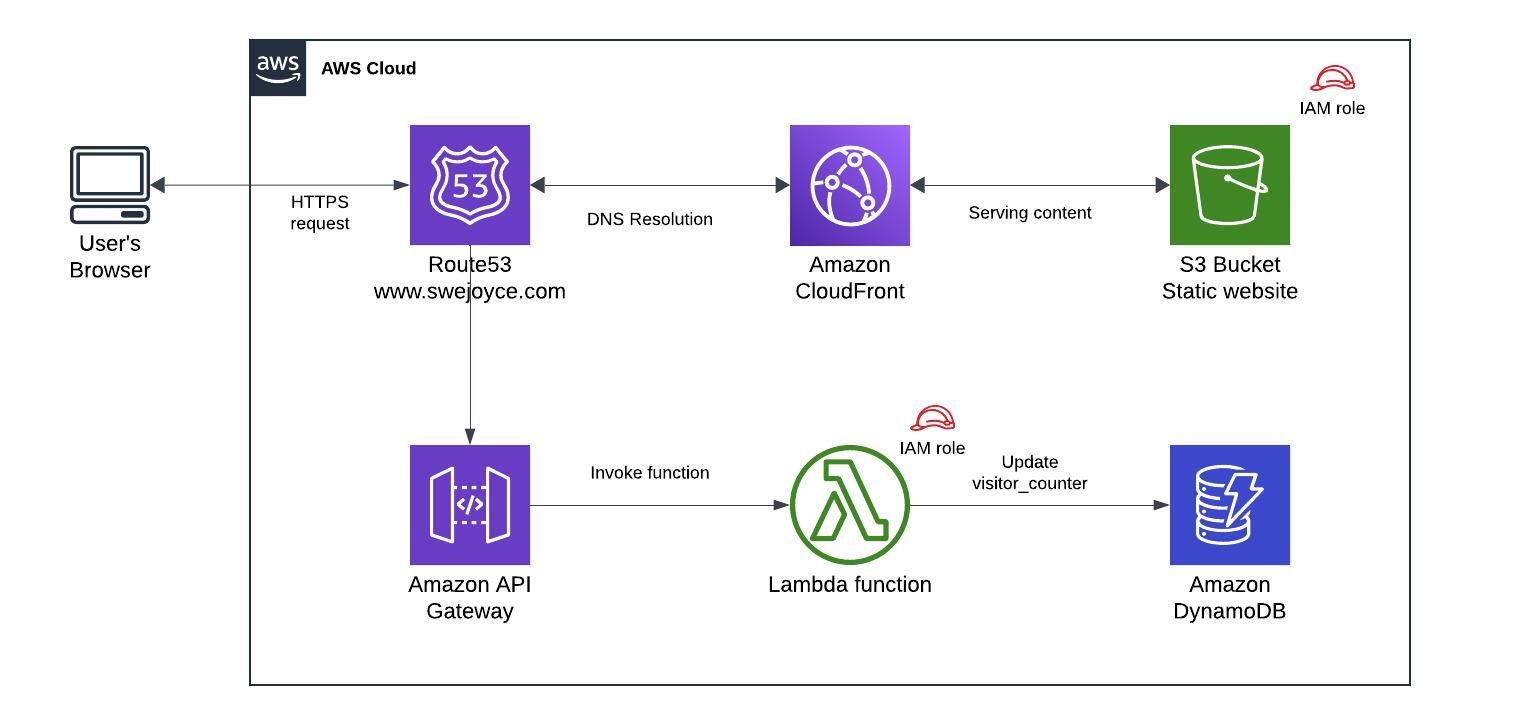 aws
AWS Cloud
IAM role
53
HTTPS
request
DNS Resolution
Serving content
User's
Browser
Route53
www.swejoyce.com
Amazon
CloudFront
S3 Bucket
Static website
IAM role
Invoke function
Update
visitor_counter
</>
Amazon API
Gateway
Lambda function
Amazon
DynamoDB